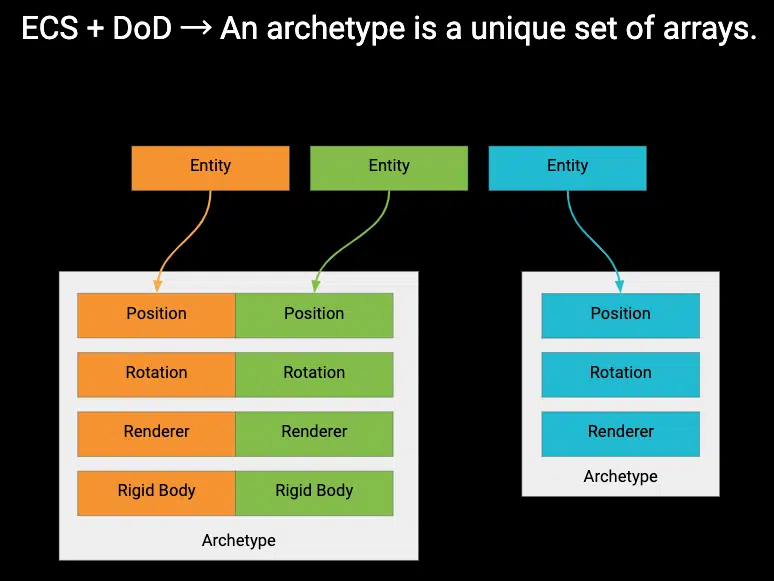 ECS + DoD → An archetype is a unique set of arrays.
Entity
Entity
Entity
Position
Position
Rotation
Rotation
Renderer
Renderer
Rigid Body
Rigid Body
Archetype
Position
Rotation
Renderer
Archetype